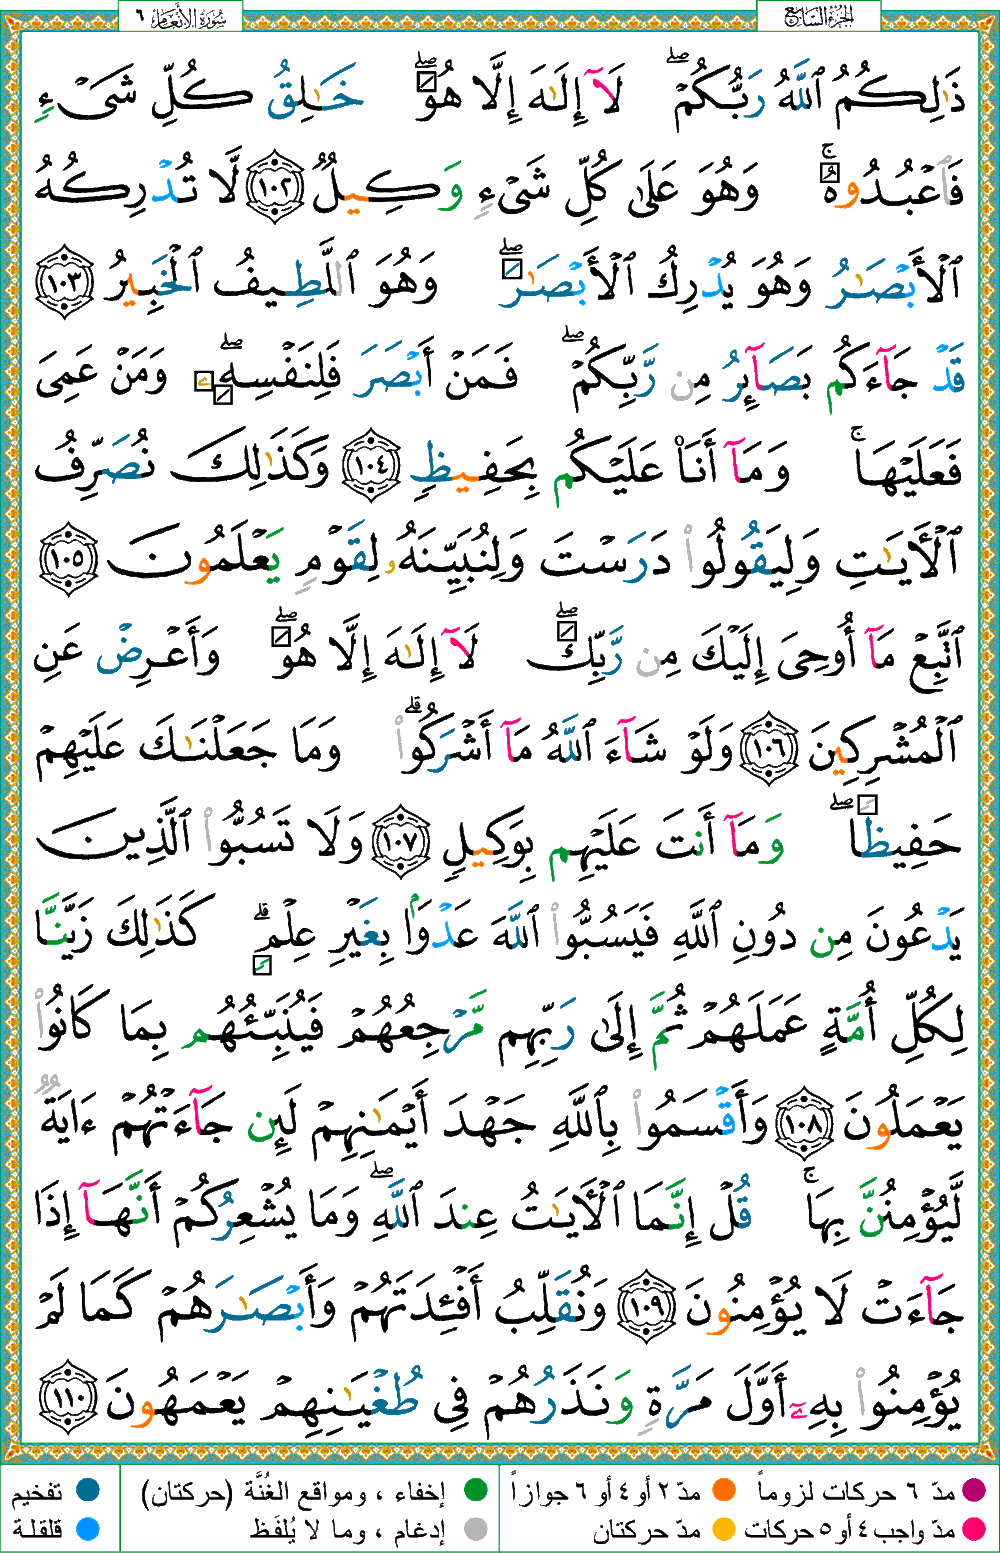 الجزء السابع
سورة الأنعام ٦
ذَٰلِكُمُ ٱللَّهُ رَبُّكُمْ ۖ لَآ إِلَٰهَ إِلَّا هُوَ ۖ خَٰلِقُ كُلِّ شَىْءٍ
فَٱعْبُدُوهُ ۚ وَهُوَ عَلَىٰ كُلِّ شَىْءٍ وَكِيلٌ ١٠٢ لَّا تُدْرِكُهُ
ٱلْأَبْصَٰرُ وَهُوَ يُدْرِكُ ٱلْأَبْصَٰرَ ۖ وَهُوَ ٱللَّطِيفُ ٱلْخَبِيرُ ١٠٣
قَدْ جَآءَكُم بَصَآئِرُ مِن رَّبِّكُمْ ۖ فَمَنْ أَبْصَرَ فَلِنَفْسِهِۦ ۖ وَمَنْ عَمِىَ
فَعَلَيْهَا ۚ وَمَآ أَنَا۠ عَلَيْكُم بِحَفِيظٍ ١٠٤ وَكَذَٰلِكَ نُصَرِّفُ
ٱلْأَيَٰتِ وَلِيَقُولُوا۟ دَرَسْتَ وَلِنُبَيِّنَهُۥ لِقَوْمٍ يَعْلَمُونَ ١٠٥
ٱتَّبِعْ مَآ أُوحِىَ إِلَيْكَ مِن رَّبِّكَ ۖ لَآ إِلَٰهَ إِلَّا هُوَ ۖ وَأَعْرِضْ عَنِ
ٱلْمُشْرِكِينَ ١٠٦ وَلَوْ شَآءَ ٱللَّهُ مَآ أَشْرَكُوا۟ ۗ وَمَا جَعَلْنَٰكَ عَلَيْهِمْ
حَفِيظًا ۖ وَمَآ أَنتَ عَلَيْهِم بِوَكِيلٍ ١٠٧ وَلَا تَسُبُّوا۟ ٱلَّذِينَ
يَدْعُونَ مِن دُونِ ٱللَّهِ فَيَسُبُّوا۟ ٱللَّهَ عَدْوًۢا بِغَيْرِ عِلْمٍ ۗ كَذَٰلِكَ زَيَّنَّا
لِكُلِّ أُمَّةٍ عَمَلَهُمْ ثُمَّ إِلَىٰ رَبِّهِم مَّرْجِعُهُمْ فَيُنَبِّئُهُم بِمَا كَانُوا۟
يَعْمَلُونَ ١٠٨ وَأَقْسَمُوا۟ بِٱللَّهِ جَهْدَ أَيْمَٰنِهِمْ لَئِن جَآءَتْهُمْ ءَايَةٌ
لَّيُؤْمِنُنَّ بِهَا ۚ قُلْ إِنَّمَا ٱلْأَيَٰتُ عِندَ ٱللَّهِ ۖ وَمَا يُشْعِرُكُمْ أَنَّهَآ إِذَا
جَآءَتْ لَا يُؤْمِنُونَ ١٠٩ وَنُقَلِّبُ أَفْـِٔدَتَهُمْ وَأَبْصَٰرَهُمْ كَمَا لَمْ
يُؤْمِنُوا۟ بِهِۦٓ أَوَّلَ مَرَّةٍ وَنَذَرُهُمْ فِى طُغْيَٰنِهِمْ يَعْمَهُونَ ١١٠
مدّ ٦ حركات لزوماً
مدّ ٢ أو ٤ أو ٦ جوازاً
إخفاء ، ومواقع الغُنَّة (حركتان)
تفخيم
مدّ واجب ٤ أو ٥ حركات
مدّ حركتان
إدغام ، وما لا يُلفَظ
قلقلة